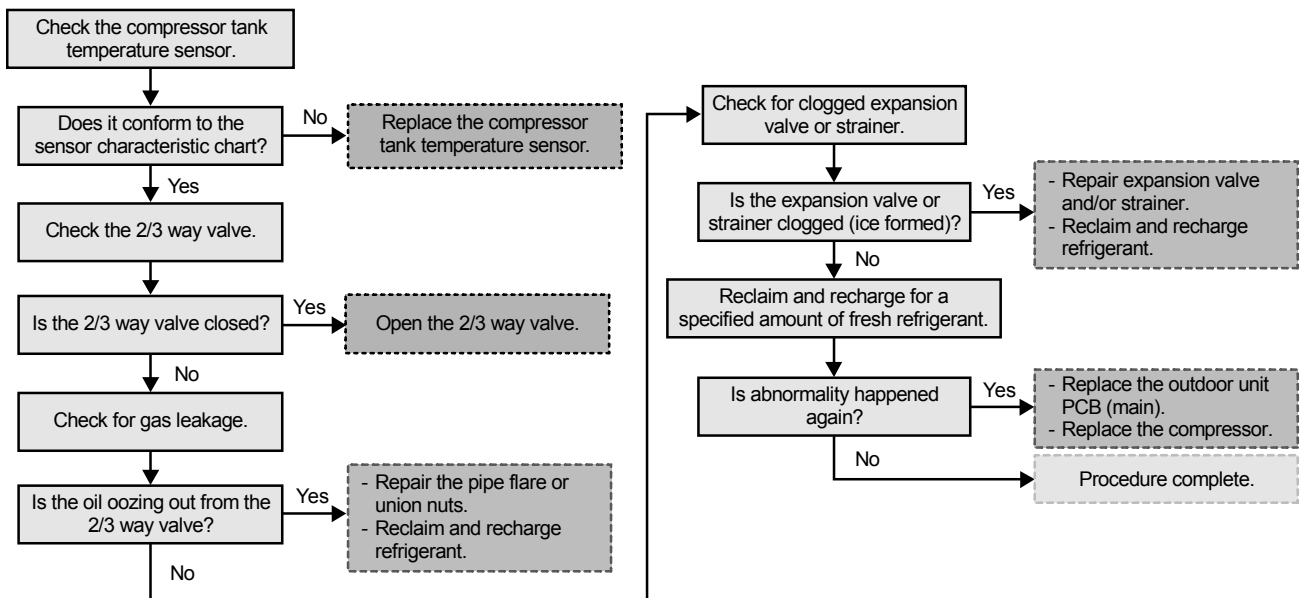 Check the compressor tank
temperature sensor.
Does it conform to the
sensor characteristic chart?
No
Replace the compressor
tank temperature sensor.
Yes
Check the 2/3 way valve.
Is the 2/3 way valve closed?
Yes
Open the 2/3 way valve.
No
Check for gas leakage.
Is the oil oozing out from the
2/3 way valve?
Yes
- Repair the pipe flare or
union nuts.
- Reclaim and recharge
refrigerant.
No
Check for clogged expansion
valve or strainer.
Is the expansion valve or
strainer clogged (ice formed)?
Yes
- Repair expansion valve
and/or strainer.
- Reclaim and recharge
refrigerant.
No
Reclaim and recharge for a
specified amount of fresh refrigerant.
Is abnormality happened
again?
Yes
- Replace the outdoor unit
PCB (main).
- Replace the compressor.
No
Procedure complete.